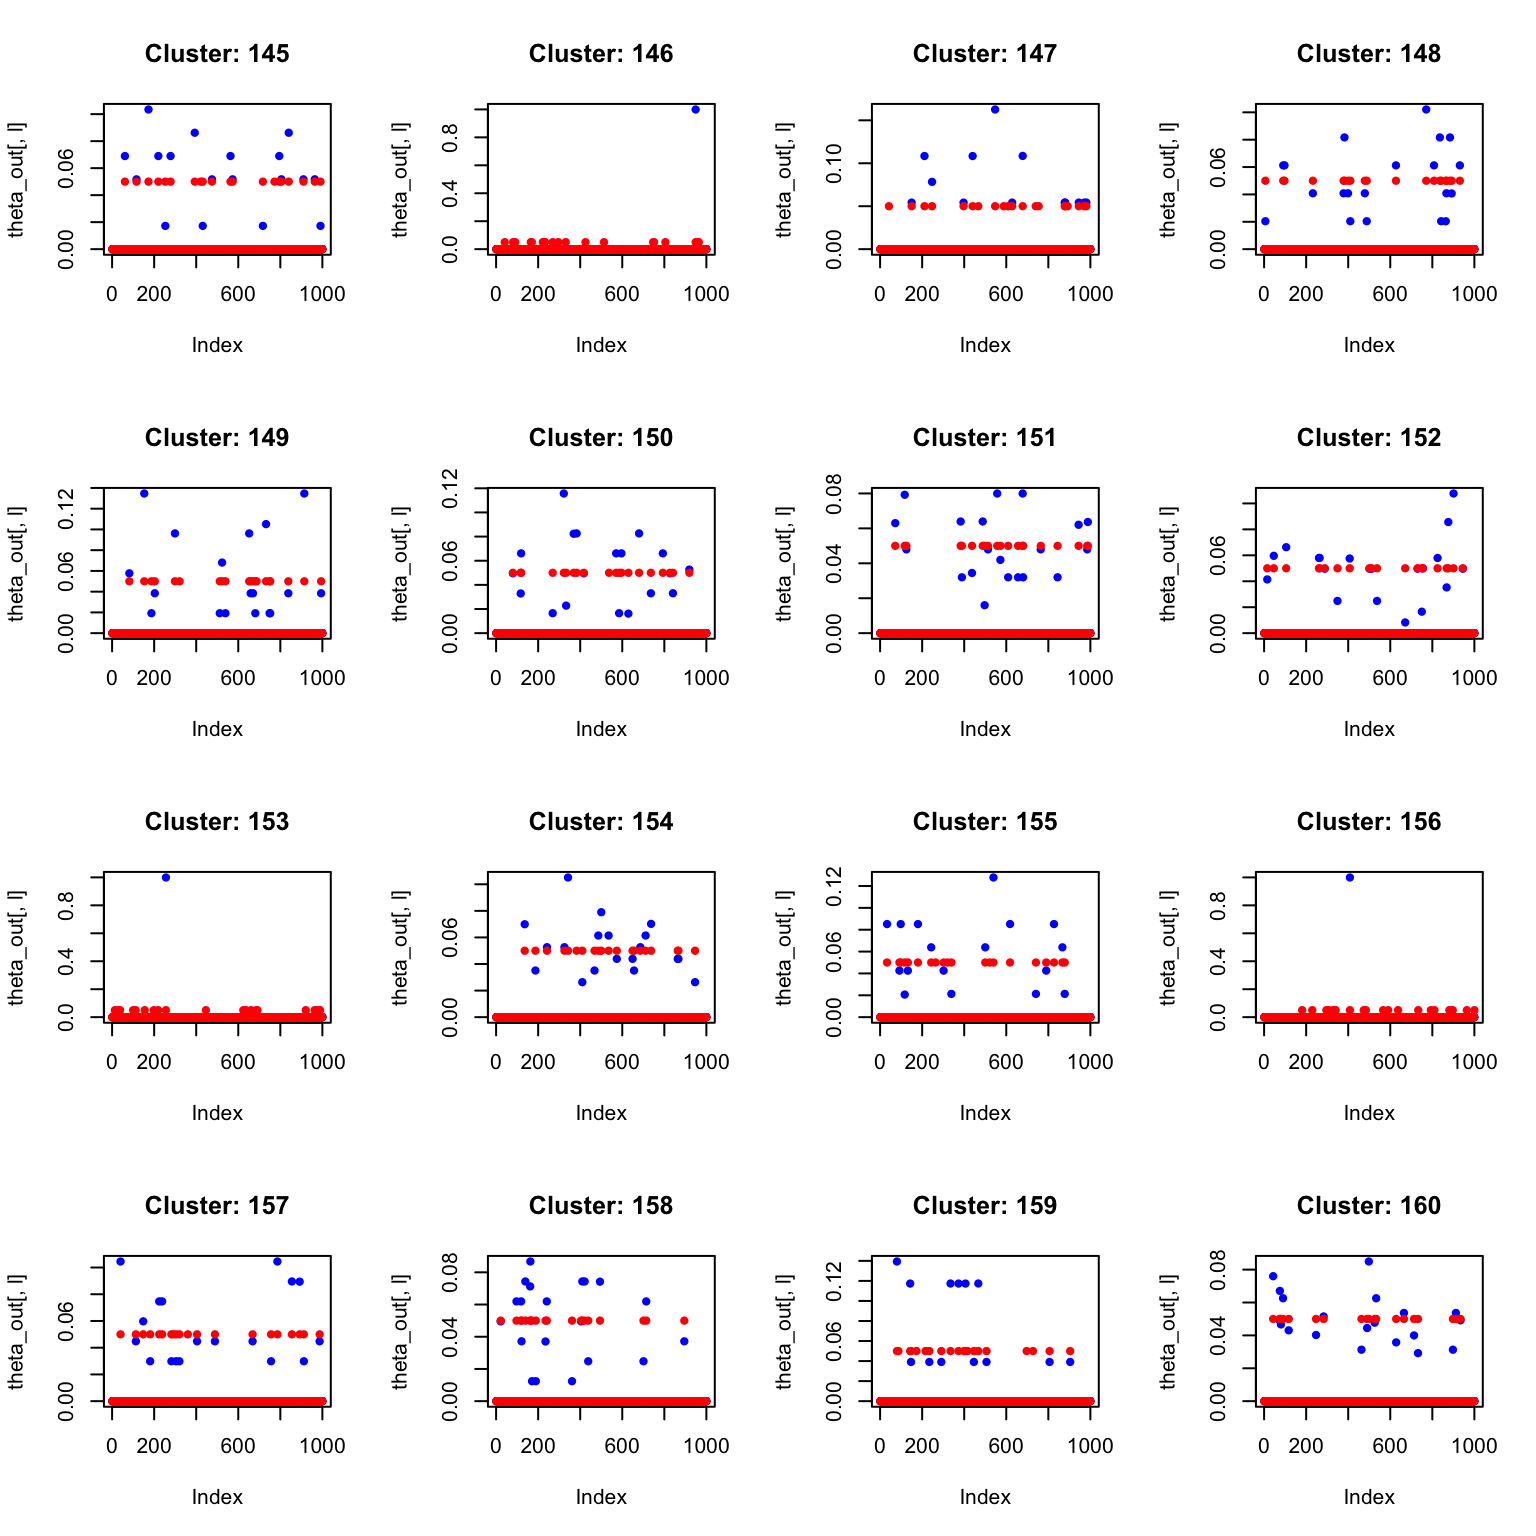 Cluster: 145
theta_out[, l]
0.00 0.06
0 200 600 1000
Index
Cluster: 146
theta_out[, l]
0.0 0.4 0.8
0 200 600 1000
Index
Cluster: 147
theta_out[, l]
0.00 0.10
0 200 600 1000
Index
Cluster: 148
theta_out[, l]
0.00 0.06
0 200 600 1000
Index
Cluster: 149
theta_out[, l]
0.00 0.06 0.12
0 200 600 1000
Index
Cluster: 150
theta_out[, l]
0.00 0.06 0.12
0 200 600 1000
Index
Cluster: 151
theta_out[, l]
0.00 0.04 0.08
0 200 600 1000
Index
Cluster: 152
theta_out[, l]
0.00 0.06
0 200 600 1000
Index
Cluster: 153
theta_out[, l]
0.0 0.4 0.8
0 200 600 1000
Index
Cluster: 154
theta_out[, l]
0.00 0.06
0 200 600 1000
Index
Cluster: 155
theta_out[, l]
0.00 0.06 0.12
0 200 600 1000
Index
Cluster: 156
theta_out[, l]
0.0 0.4 0.8
0 200 600 1000
Index
Cluster: 157
theta_out[, l]
0.00 0.06
0 200 600 1000
Index
Cluster: 158
theta_out[, l]
0.00 0.04 0.08
0 200 600 1000
Index
Cluster: 159
theta_out[, l]
0.00 0.06 0.12
0 200 600 1000
Index
Cluster: 160
theta_out[, l]
0.00 0.04 0.08
0 200 600 1000
Index